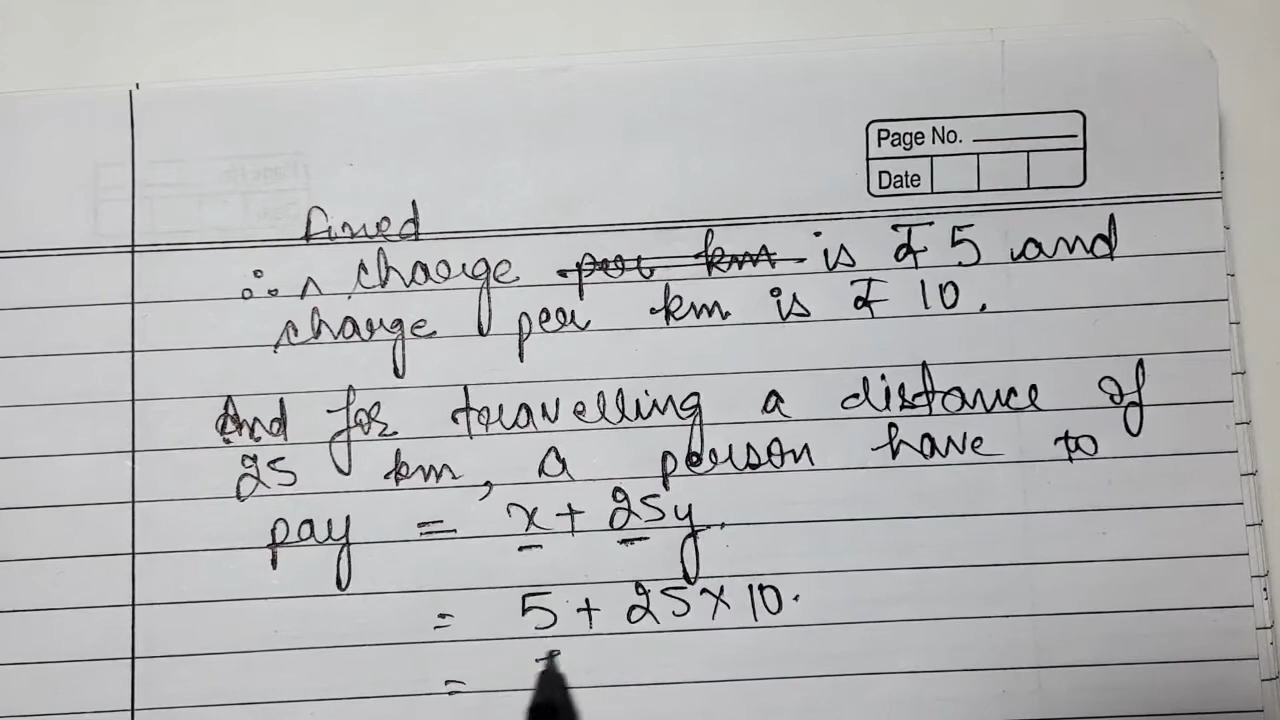 Page No.
Date
fixed
∴ ^ charge per km is ₹ 5 and
charge per km is ₹ 10.
And for travelling a distance of
25 km, a person have to
pay = x + 25y.
= 5 + 25 × 10.
=